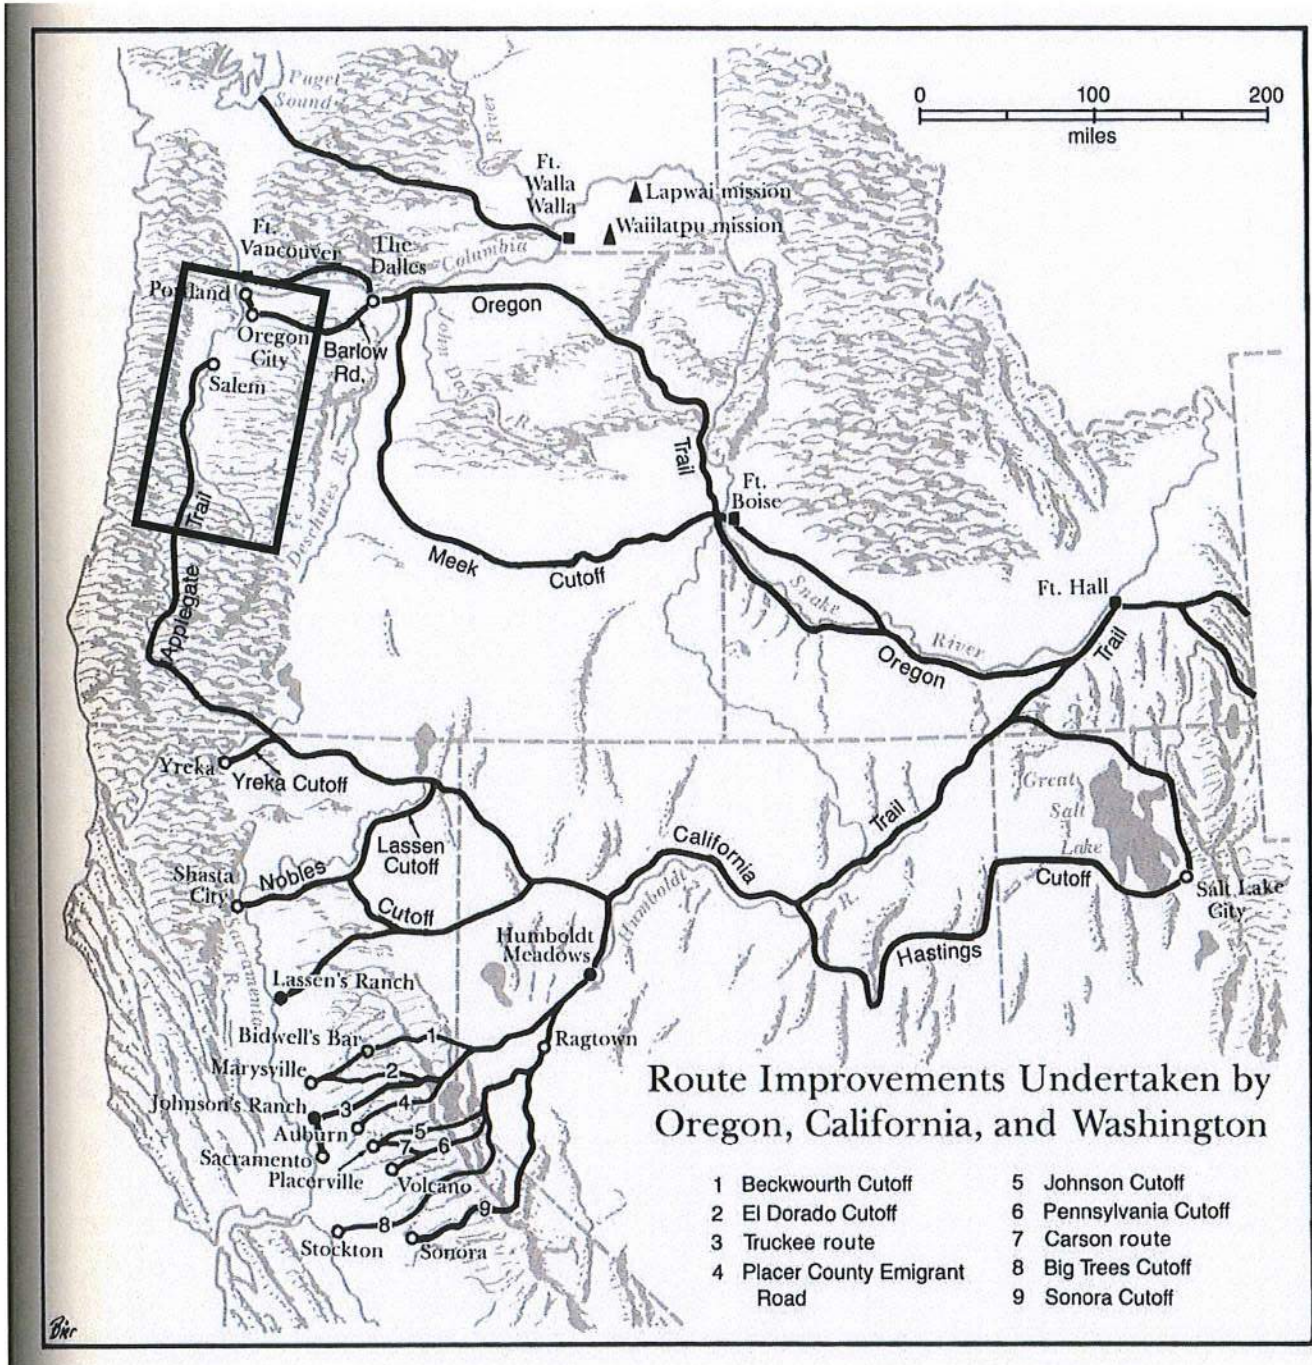 Puget
Sound
River
0 100 200
miles
Ft.
Walla
Walla
Lapwai mission
Waiilatpu mission
Ft.
Vancouver
The
Dalles
Columbia
Portland
Oregon
City
Barlow
Rd.
Oregon
John Day R.
Salem
Trail
Ft.
Boise
Trail
Deschutes R.
Meek
Cutoff
Snake
River
Ft. Hall
Trail
Applegate
Oregon
Yreka
Yreka Cutoff
Great
Salt
Lake
Trail
California
Lassen
Cutoff
Nobles
Shasta
City
Cutoff
Cutoff
Salt Lake
City
Humboldt
R.
Humboldt
Meadows
Hastings
Sacramento
R.
Lassen's Ranch
Bidwell's Bar
1
Ragtown
Marysville
2
Johnson's Ranch
3
4
Auburn
5
Sacramento
7
6
Placerville
Volcano
8
9
Stockton
Sonora
Route Improvements Undertaken by
Oregon, California, and Washington
1 Beckwourth Cutoff
2 El Dorado Cutoff
3 Truckee route
4 Placer County Emigrant
Road
5 Johnson Cutoff
6 Pennsylvania Cutoff
7 Carson route
8 Big Trees Cutoff
9 Sonora Cutoff
Bier